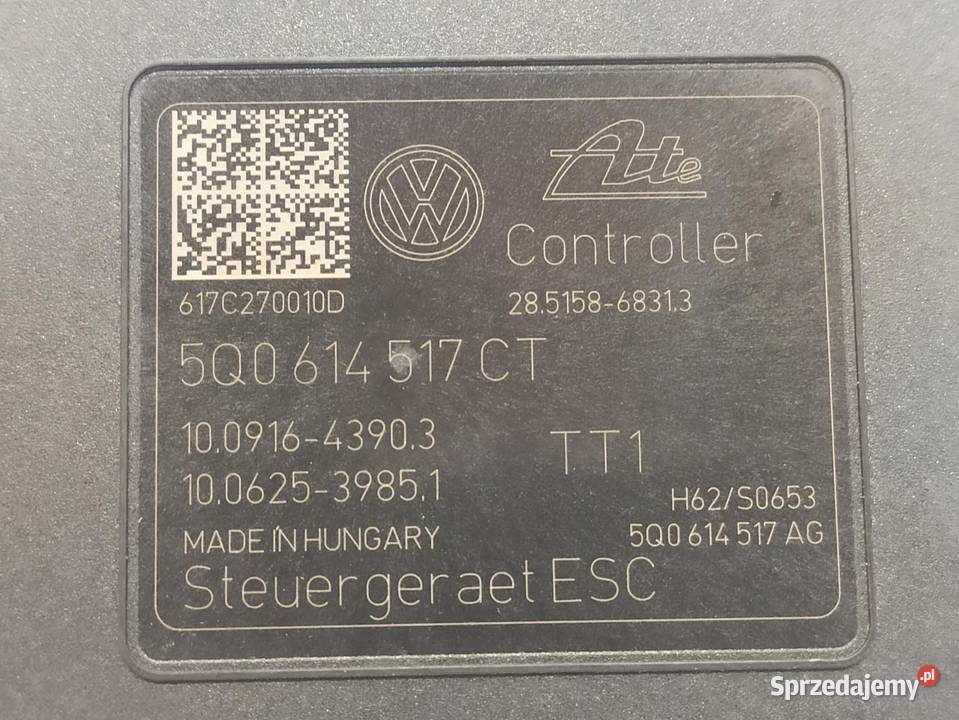 Ate
Controller
617C270010D
28.5158-6831.3
5Q0 614 517 CT
10.0916-4390.3
TT1
10.0625-3985.1
H62/S0653
MADE IN HUNGARY
5Q0 614 517 AG
Steuergeraet ESC
Sprzedajemy.pl